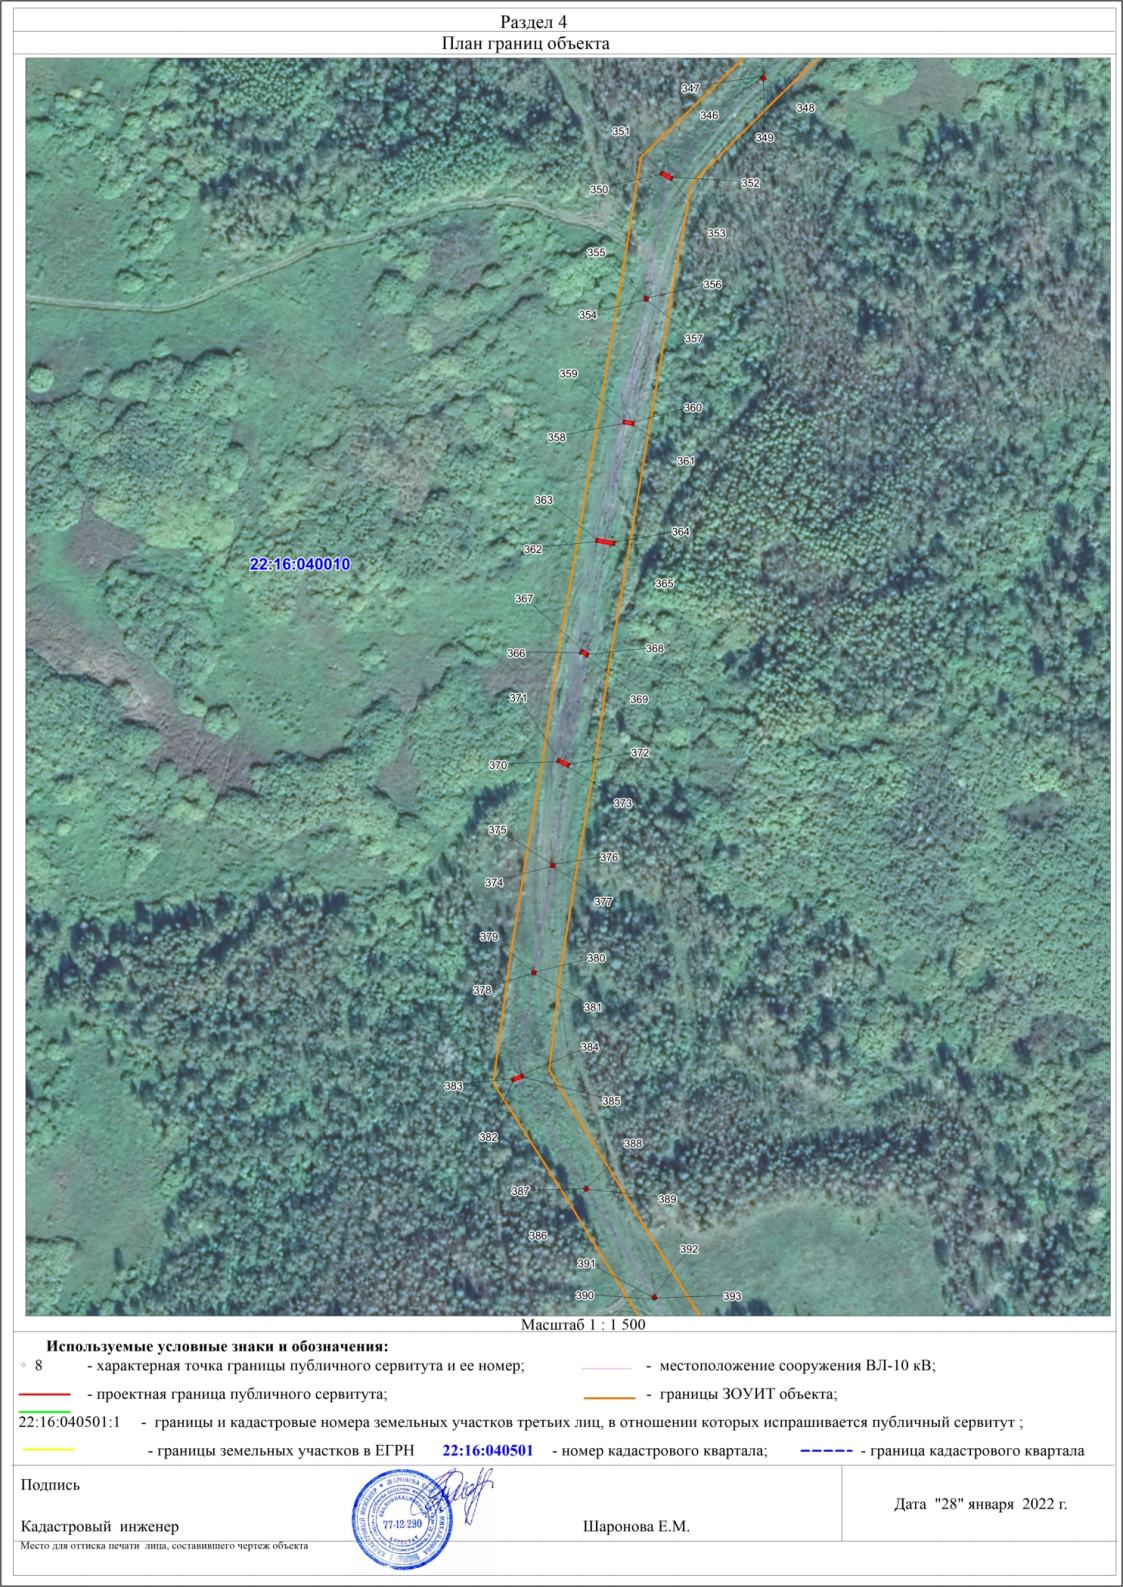 Раздел 4
План границ объекта
347
346
348
351
349
350
352
353
355
356
354
357
359
360
358
361
363
364
362
365
367
368
366
371
369
372
370
373
375
376
374
377
379
380
378
381
384
383
385
382
388
387
389
386
392
391
390
393
22:16:040010
Масштаб 1 : 1 500
Используемые условные знаки и обозначения:
8 - характерная точка границы публичного сервитута и ее номер;
- местоположение сооружения ВЛ-10 кВ;
- проектная граница публичного сервитута;
- границы ЗОУИТ объекта;
22:16:040501:1 - границы и кадастровые номера земельных участков третьих лиц, в отношении которых испрашивается публичный сервитут ;
- границы земельных участков в ЕГРН
22:16:040501 - номер кадастрового квартала;
- граница кадастрового квартала
Подпись
77-12-290
Дата "28" января 2022 г.
Кадастровый инженер
Шаронова Е.М.
Место для оттиска печати лица, составившего чертеж объекта